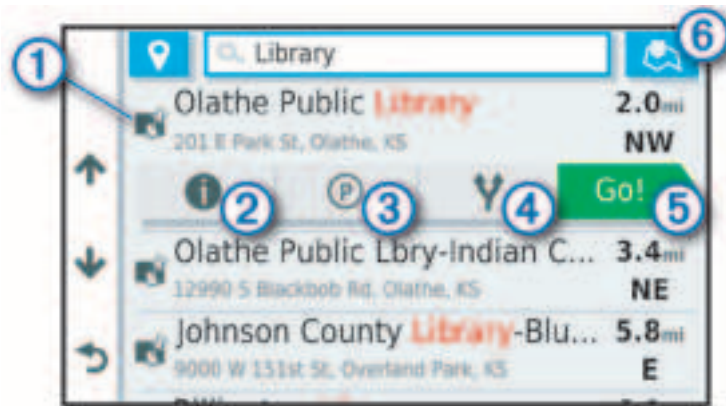 6
1
Library
Olathe Public Library
2.0mi
201 E Park St, Olathe, KS
NW
i 2 P 3 4 Go! 5
Olathe Public Lbry-Indian C...
3.4mi
12990 S Blackbob Rd, Olathe, KS
NE
Johnson County Library-Blu...
5.8mi
9000 W 151st St, Overland Park, KS
E